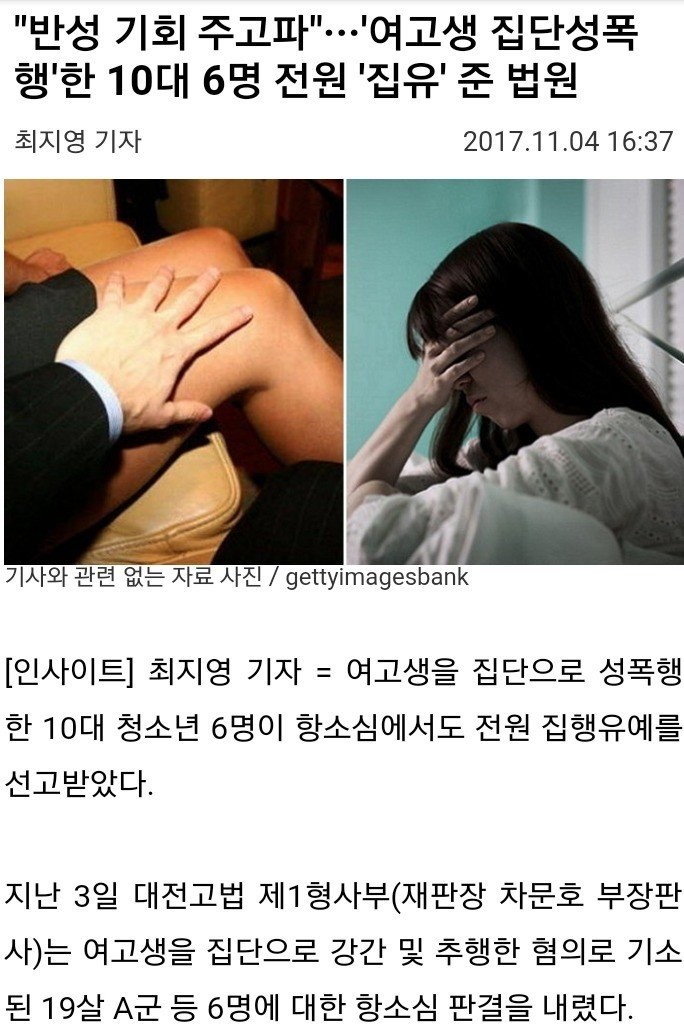 "반성 기회 주고파"…'여고생 집단성폭
행'한 10대 6명 전원 '집유' 준 법원
최지영 기자
2017.11.04 16:37
기사와 관련 없는 자료 사진 / gettyimagesbank
[인사이트] 최지영 기자 = 여고생을 집단으로 성폭행
한 10대 청소년 6명이 항소심에서도 전원 집행유예를
선고받았다.
지난 3일 대전고법 제1형사부(재판장 차문호 부장판
사)는 여고생을 집단으로 강간 및 추행한 혐의로 기소
된 19살 A군 등 6명에 대한 항소심 판결을 내렸다.